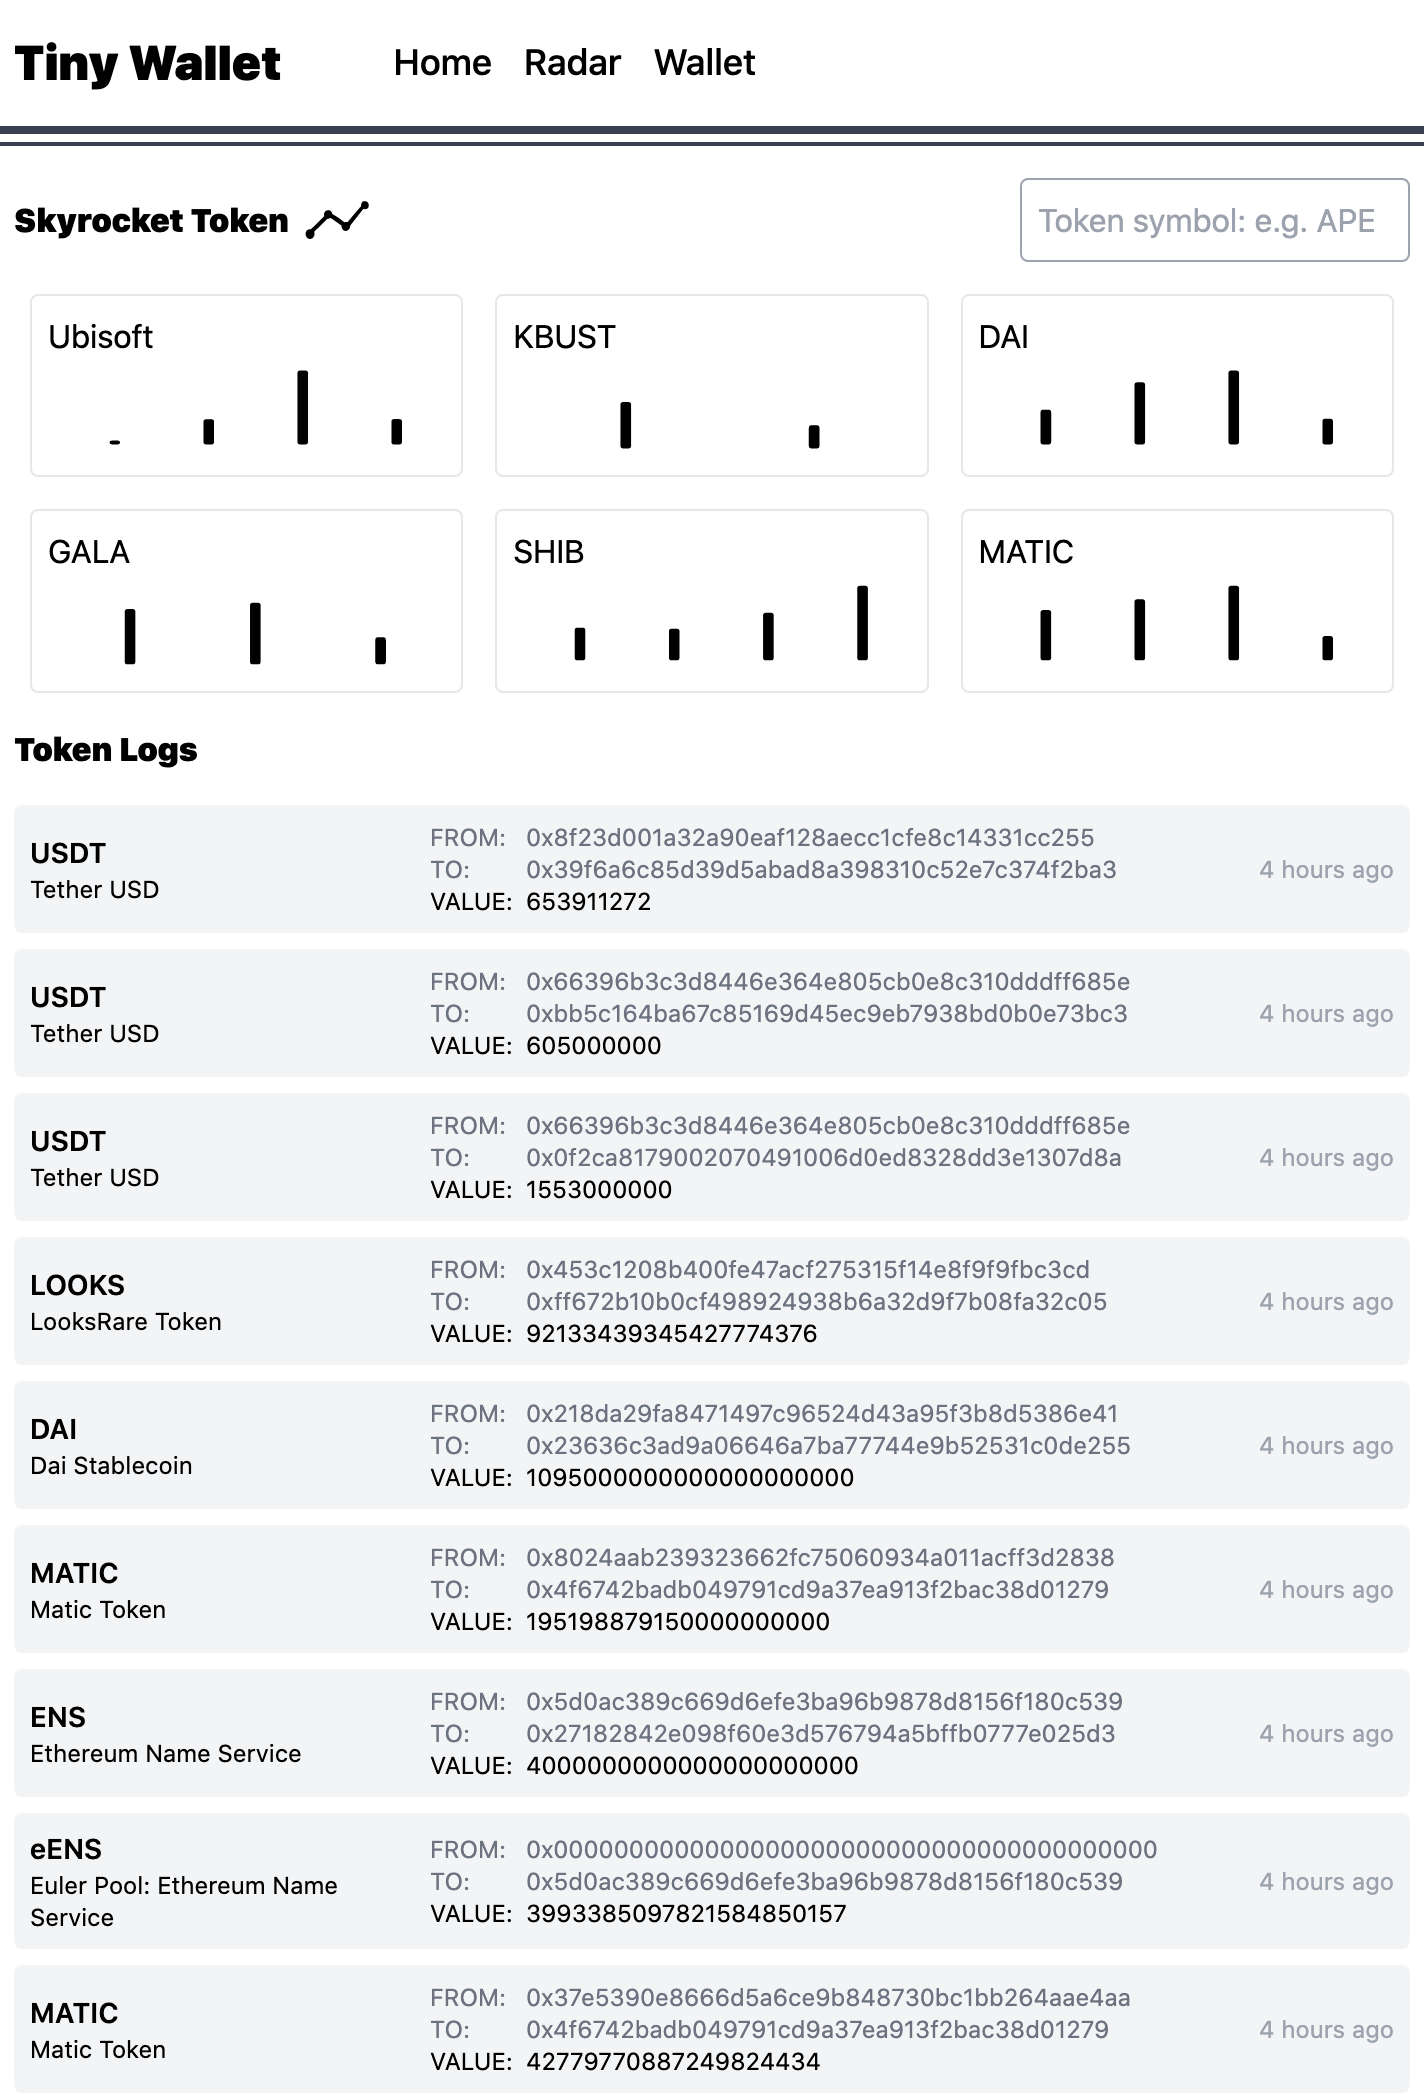 Tiny Wallet Home Radar Wallet
Skyrocket Token Token symbol: e.g. APE
Ubisoft KBUST DAI
GALA SHIB MATIC
Token Logs
USDT
Tether USD
FROM: 0x8f23d001a32a90eaf128aecc1cfe8c14331cc255
TO: 0x39f6a6c85d39d5abad8a398310c52e7c374f2ba3
VALUE: 653911272
4 hours ago
USDT
Tether USD
FROM: 0x66396b3c3d8446e364e805cb0e8c310dddff685e
TO: 0xbb5c164ba67c85169d45ec9eb7938bd0b0e73bc3
VALUE: 605000000
4 hours ago
USDT
Tether USD
FROM: 0x66396b3c3d8446e364e805cb0e8c310dddff685e
TO: 0x0f2ca8179002070491006d0ed8328dd3e1307d8a
VALUE: 1553000000
4 hours ago
LOOKS
LooksRare Token
FROM: 0x453c1208b400fe47acf275315f14e8f9f9fbc3cd
TO: 0xff672b10b0cf498924938b6a32d9f7b08fa32c05
VALUE: 92133439345427774376
4 hours ago
DAI
Dai Stablecoin
FROM: 0x218da29fa8471497c96524d43a95f3b8d5386e41
TO: 0x23636c3ad9a06646a7ba77744e9b52531c0de255
VALUE: 1095000000000000000000
4 hours ago
MATIC
Matic Token
FROM: 0x8024aab239323662fc75060934a011acff3d2838
TO: 0x4f6742badb049791cd9a37ea913f2bac38d01279
VALUE: 195198879150000000000
4 hours ago
ENS
Ethereum Name Service
FROM: 0x5d0ac389c669d6efe3ba96b9878d8156f180c539
TO: 0x27182842e098f60e3d576794a5bffb0777e025d3
VALUE: 4000000000000000000000
4 hours ago
eENS
Euler Pool: Ethereum Name
Service
FROM: 0x0000000000000000000000000000000000000000
TO: 0x5d0ac389c669d6efe3ba96b9878d8156f180c539
VALUE: 3993385097821584850157
4 hours ago
MATIC
Matic Token
FROM: 0x37e5390e8666d5a6ce9b848730bc1bb264aae4aa
TO: 0x4f6742badb049791cd9a37ea913f2bac38d01279
VALUE: 42779770887249824434
4 hours ago